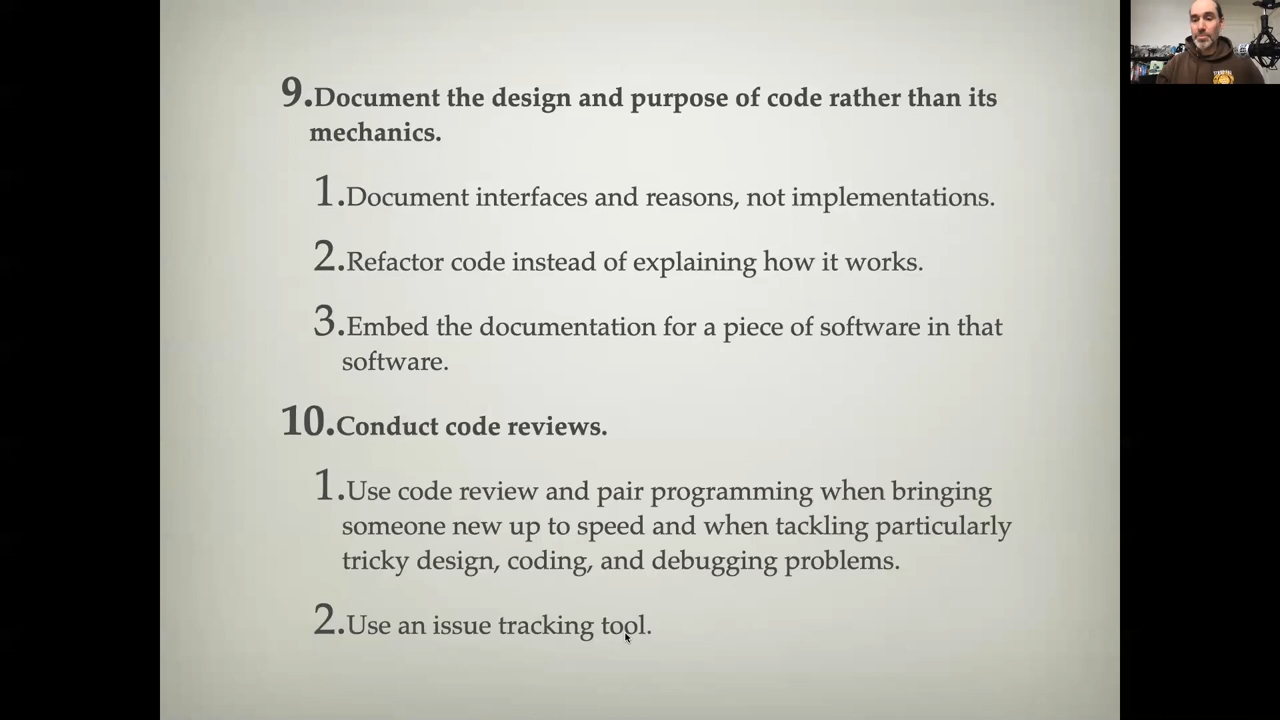 9.Document the design and purpose of code rather than its
mechanics.
1.Document interfaces and reasons, not implementations.
2.Refactor code instead of explaining how it works.
3.Embed the documentation for a piece of software in that
software.
10.Conduct code reviews.
1.Use code review and pair programming when bringing
someone new up to speed and when tackling particularly
tricky design, coding, and debugging problems.
2.Use an issue tracking tool.